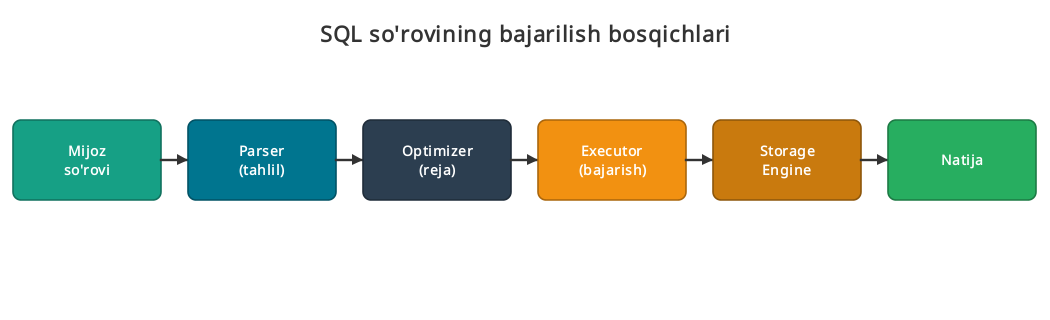 SQL so'rovining bajarilish bosqichlari
Mijoz
so'rovi
Parser
(tahlil)
Optimizer
(reja)
Executor
(bajarish)
Storage
Engine
Natija